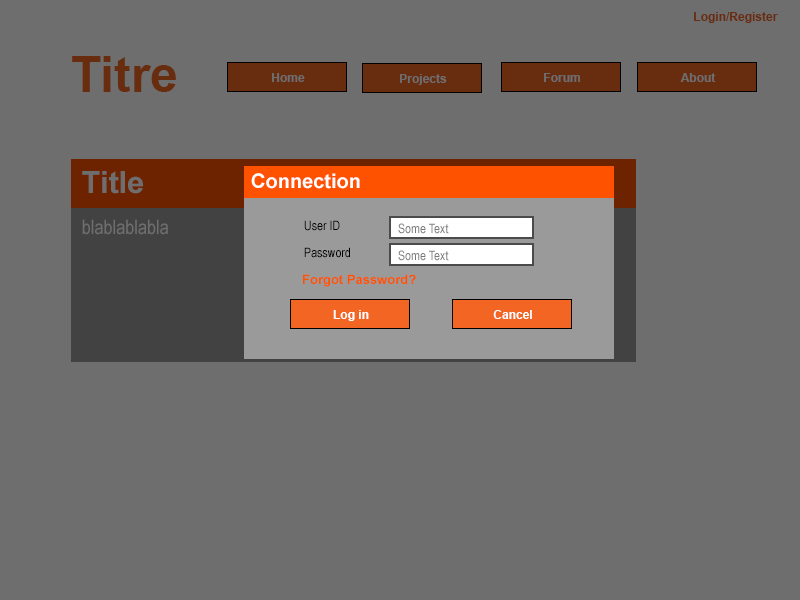 Login/Register
Titre
Home
Projects
Forum
About
Title
blablablabla
Connection
User ID
Some Text
Password
Some Text
Forgot Password?
Log in
Cancel